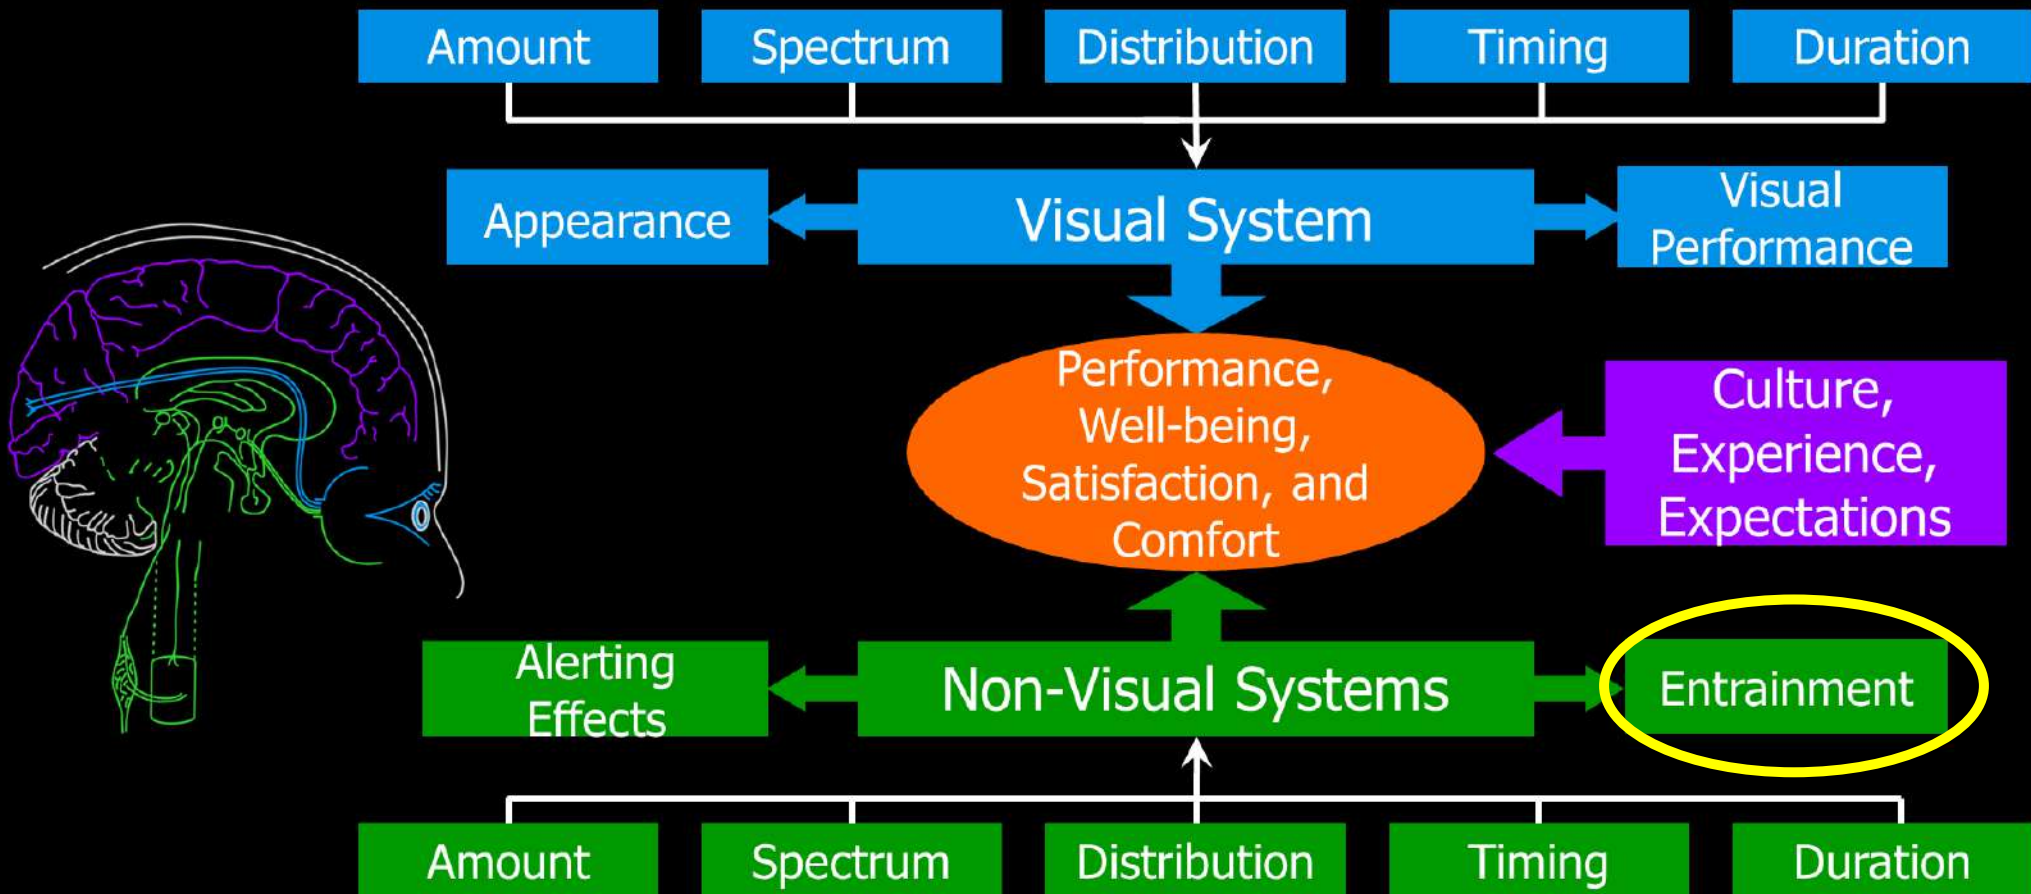 Amount
Spectrum
Distribution
Timing
Duration
Appearance
Visual System
Visual
Performance
Performance,
Well-being,
Satisfaction, and
Comfort
Culture,
Experience,
Expectations
Alerting
Effects
Non-Visual Systems
Entrainment
Amount
Spectrum
Distribution
Timing
Duration